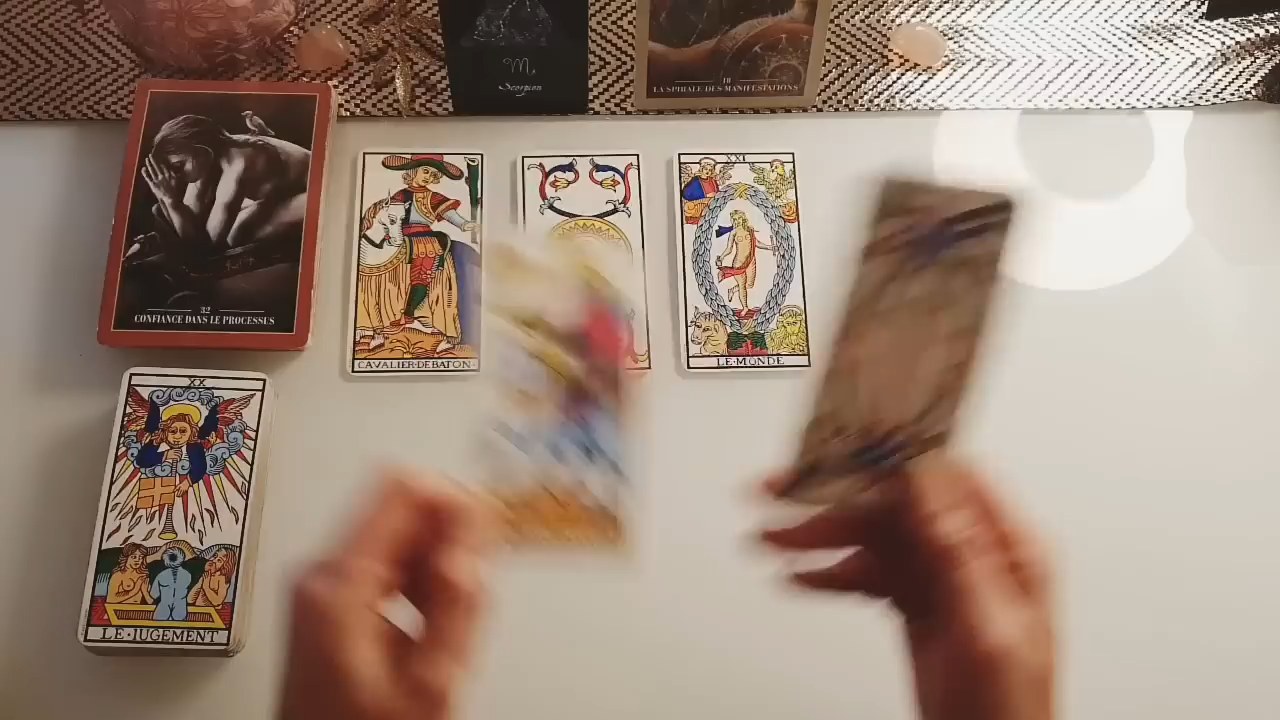 Scorpion
18
LA SPIRALE DES MANIFESTATIONS
32
CONFIANCE DANS LE PROCESSUS
CAVALIER·DE·BATON·
XXI
LE·MONDE
XX
LE·JUGEMENT